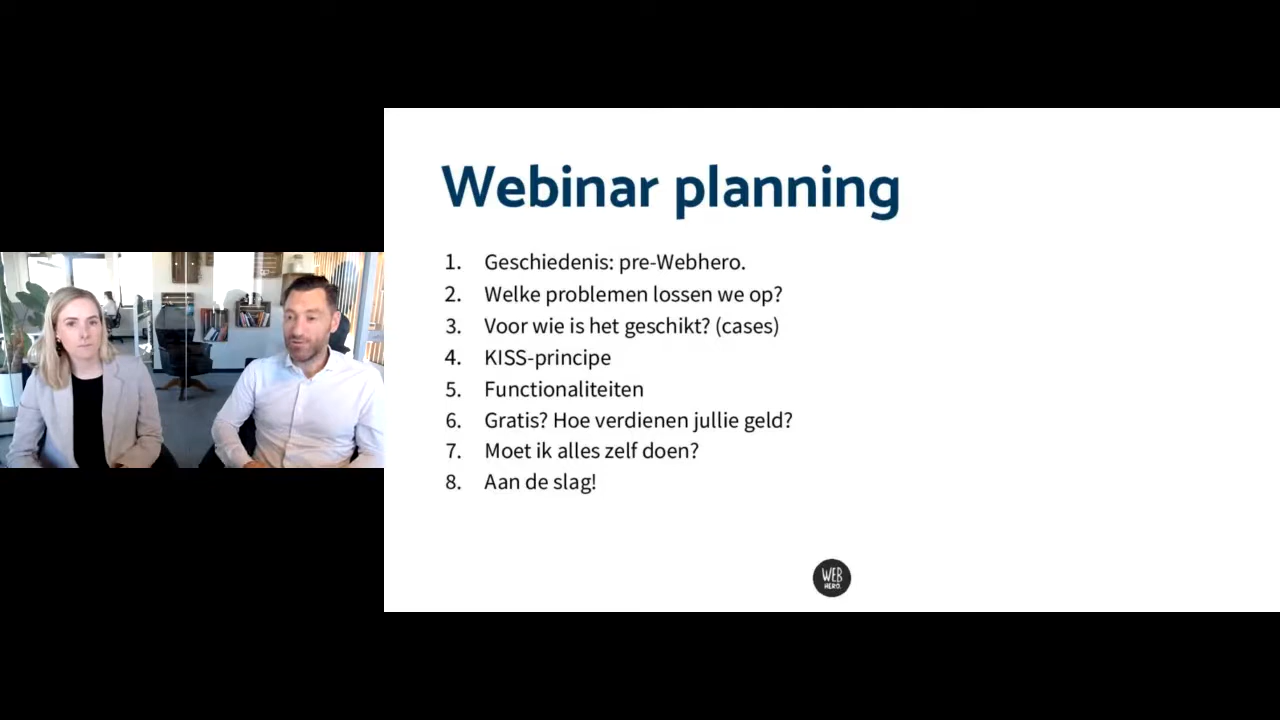 Webinar planning
1. Geschiedenis: pre-Webhero.
2. Welke problemen lossen we op?
3. Voor wie is het geschikt? (cases)
4. KISS-principe
5. Functionaliteiten
6. Gratis? Hoe verdienen jullie geld?
7. Moet ik alles zelf doen?
8. Aan de slag!
WEB
HERO.